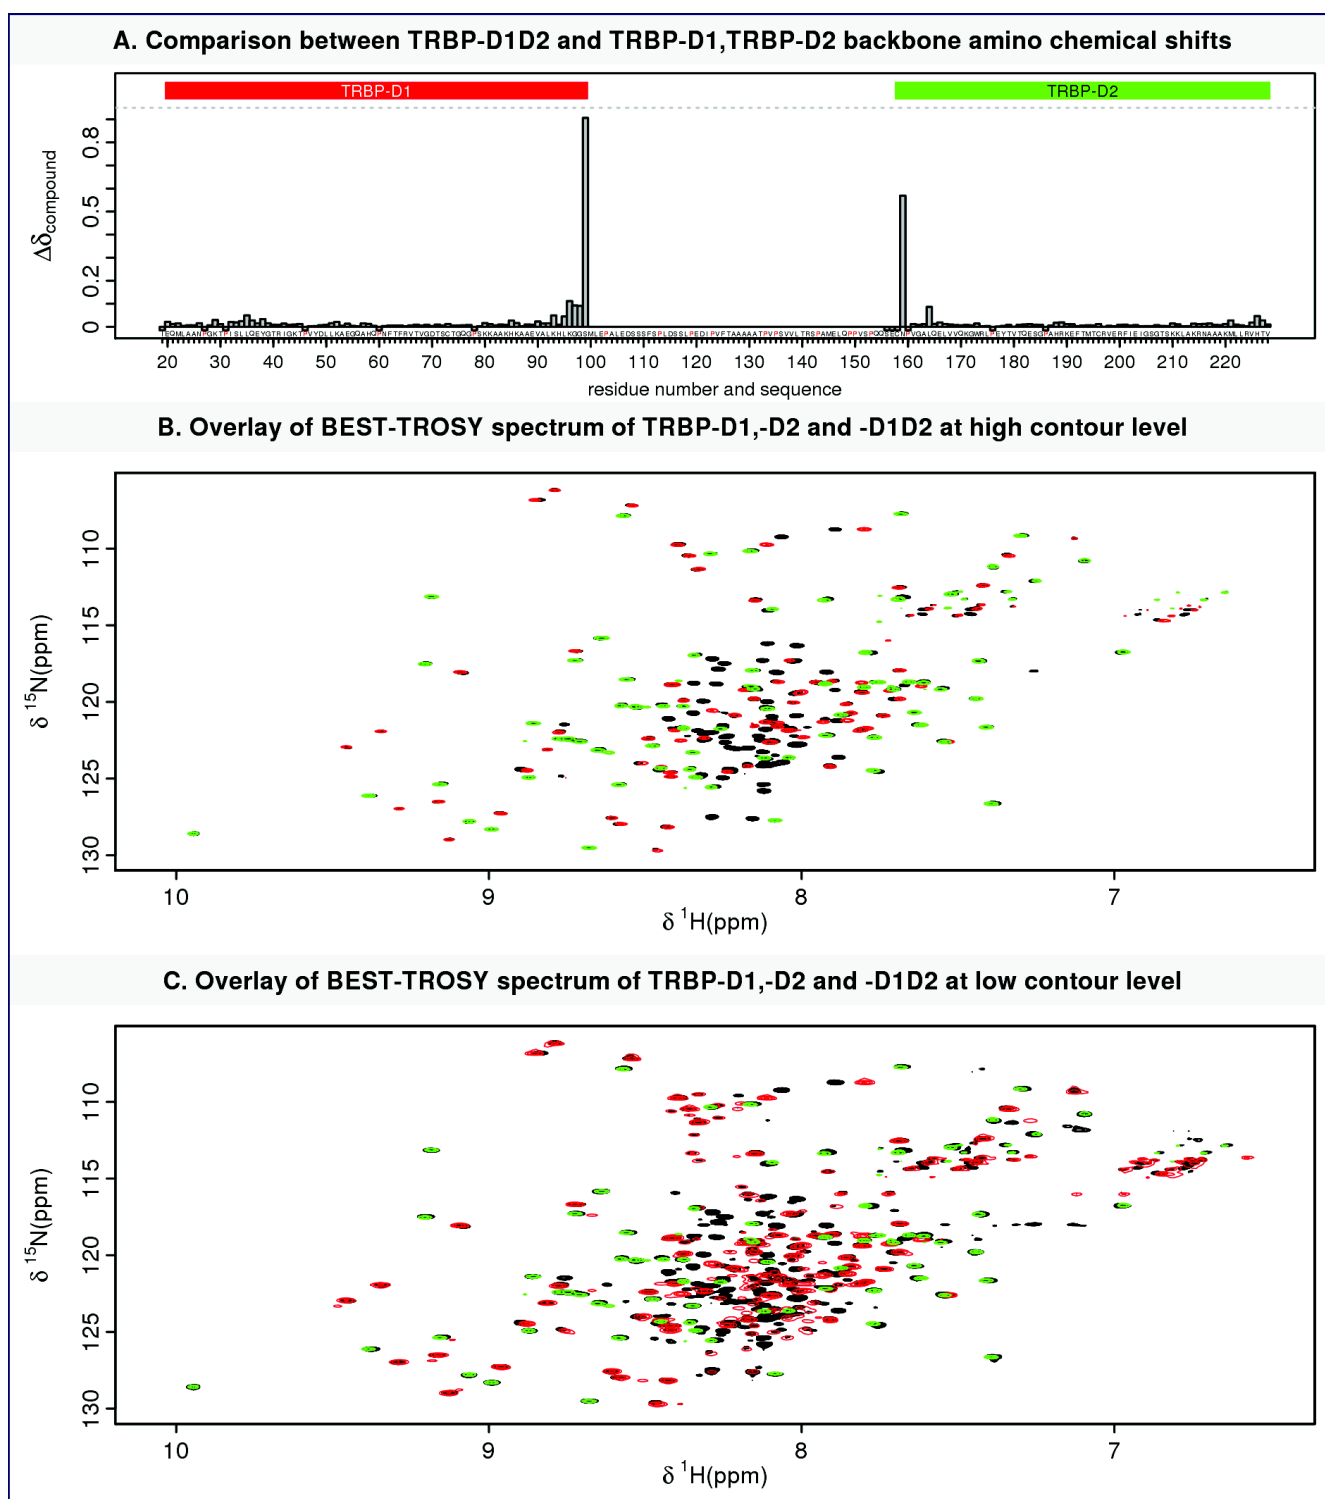 A. Comparison between TRBP-D1D2 and TRBP-D1,TRBP-D2 backbone amino chemical shifts
TRBP-D1
TRBP-D2
Δδcompound
0.8
0.5
0.2
0
20 30 40 50 60 70 80 90 100 110 120 130 140 150 160 170 180 190 200 210 220
residue number and sequence
B. Overlay of BEST-TROSY spectrum of TRBP-D1,-D2 and -D1D2 at high contour level
δ 15N(ppm)
110
115
120
125
130
10 9 8 7
δ 1H(ppm)
C. Overlay of BEST-TROSY spectrum of TRBP-D1,-D2 and -D1D2 at low contour level
δ 15N(ppm)
110
115
120
125
130
10 9 8 7
δ 1H(ppm)